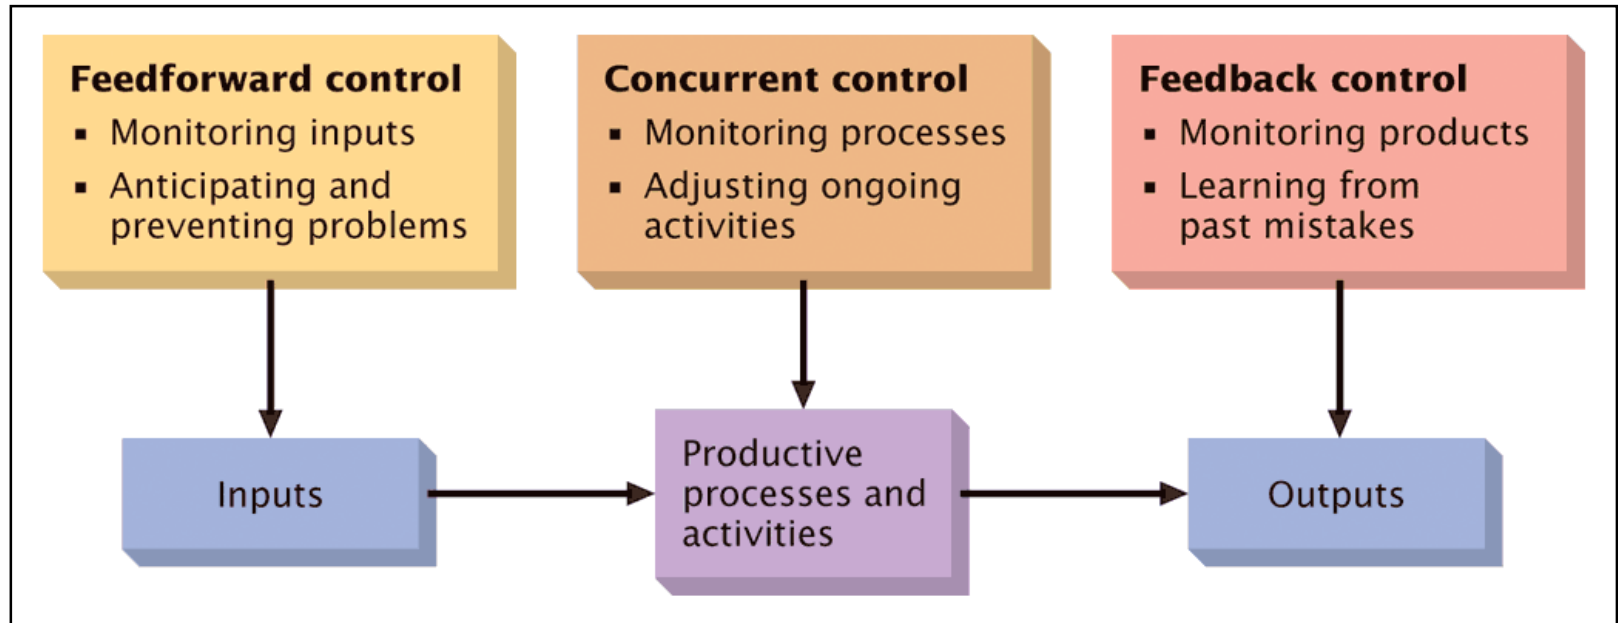 Feedforward control
▪ Monitoring inputs
▪ Anticipating and
preventing problems
Concurrent control
▪ Monitoring processes
▪ Adjusting ongoing
activities
Feedback control
▪ Monitoring products
▪ Learning from
past mistakes
Inputs
Productive
processes and
activities
Outputs